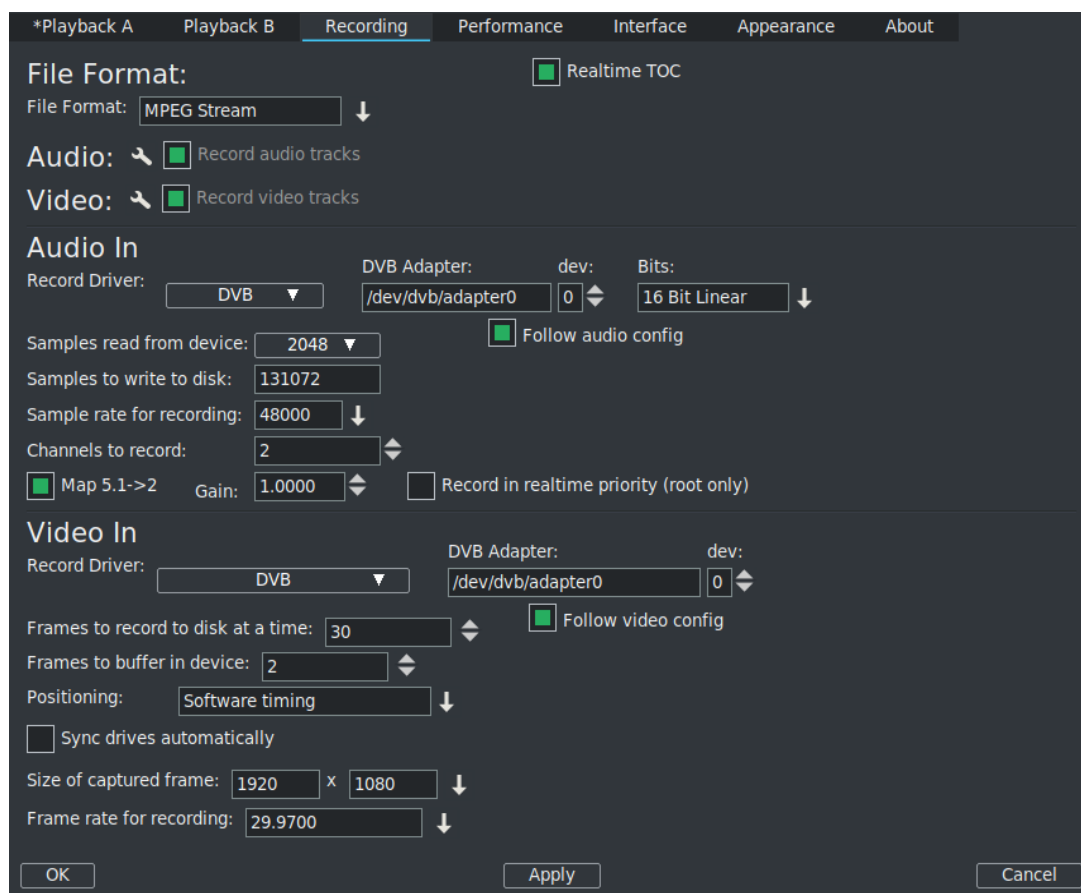 *Playback A Playback B Recording Performance Interface Appearance About
File Format: Realtime TOC
File Format: MPEG Stream
Audio: Record audio tracks
Video: Record video tracks
Audio In
DVB Adapter: dev: Bits:
Record Driver: DVB /dev/dvb/adapter0 0 16 Bit Linear
Follow audio config
Samples read from device: 2048
Samples to write to disk: 131072
Sample rate for recording: 48000
Channels to record: 2
Map 5.1->2 Gain: 1.0000 Record in realtime priority (root only)
Video In
DVB Adapter: dev:
Record Driver: DVB /dev/dvb/adapter0 0
Follow video config
Frames to record to disk at a time: 30
Frames to buffer in device: 2
Positioning: Software timing
Sync drives automatically
Size of captured frame: 1920 x 1080
Frame rate for recording: 29.9700
OK Apply Cancel